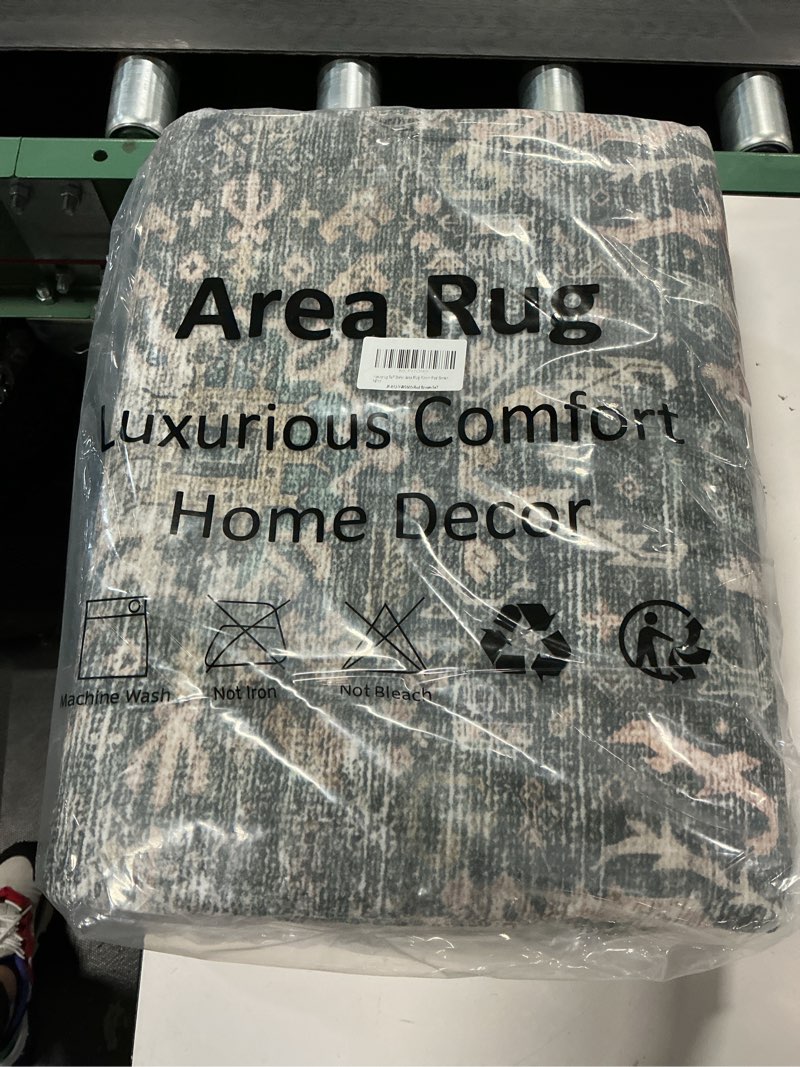 Area Rug
Luxurious Comfort
Home Decor
Machine Wash
Not Iron
Not Bleach